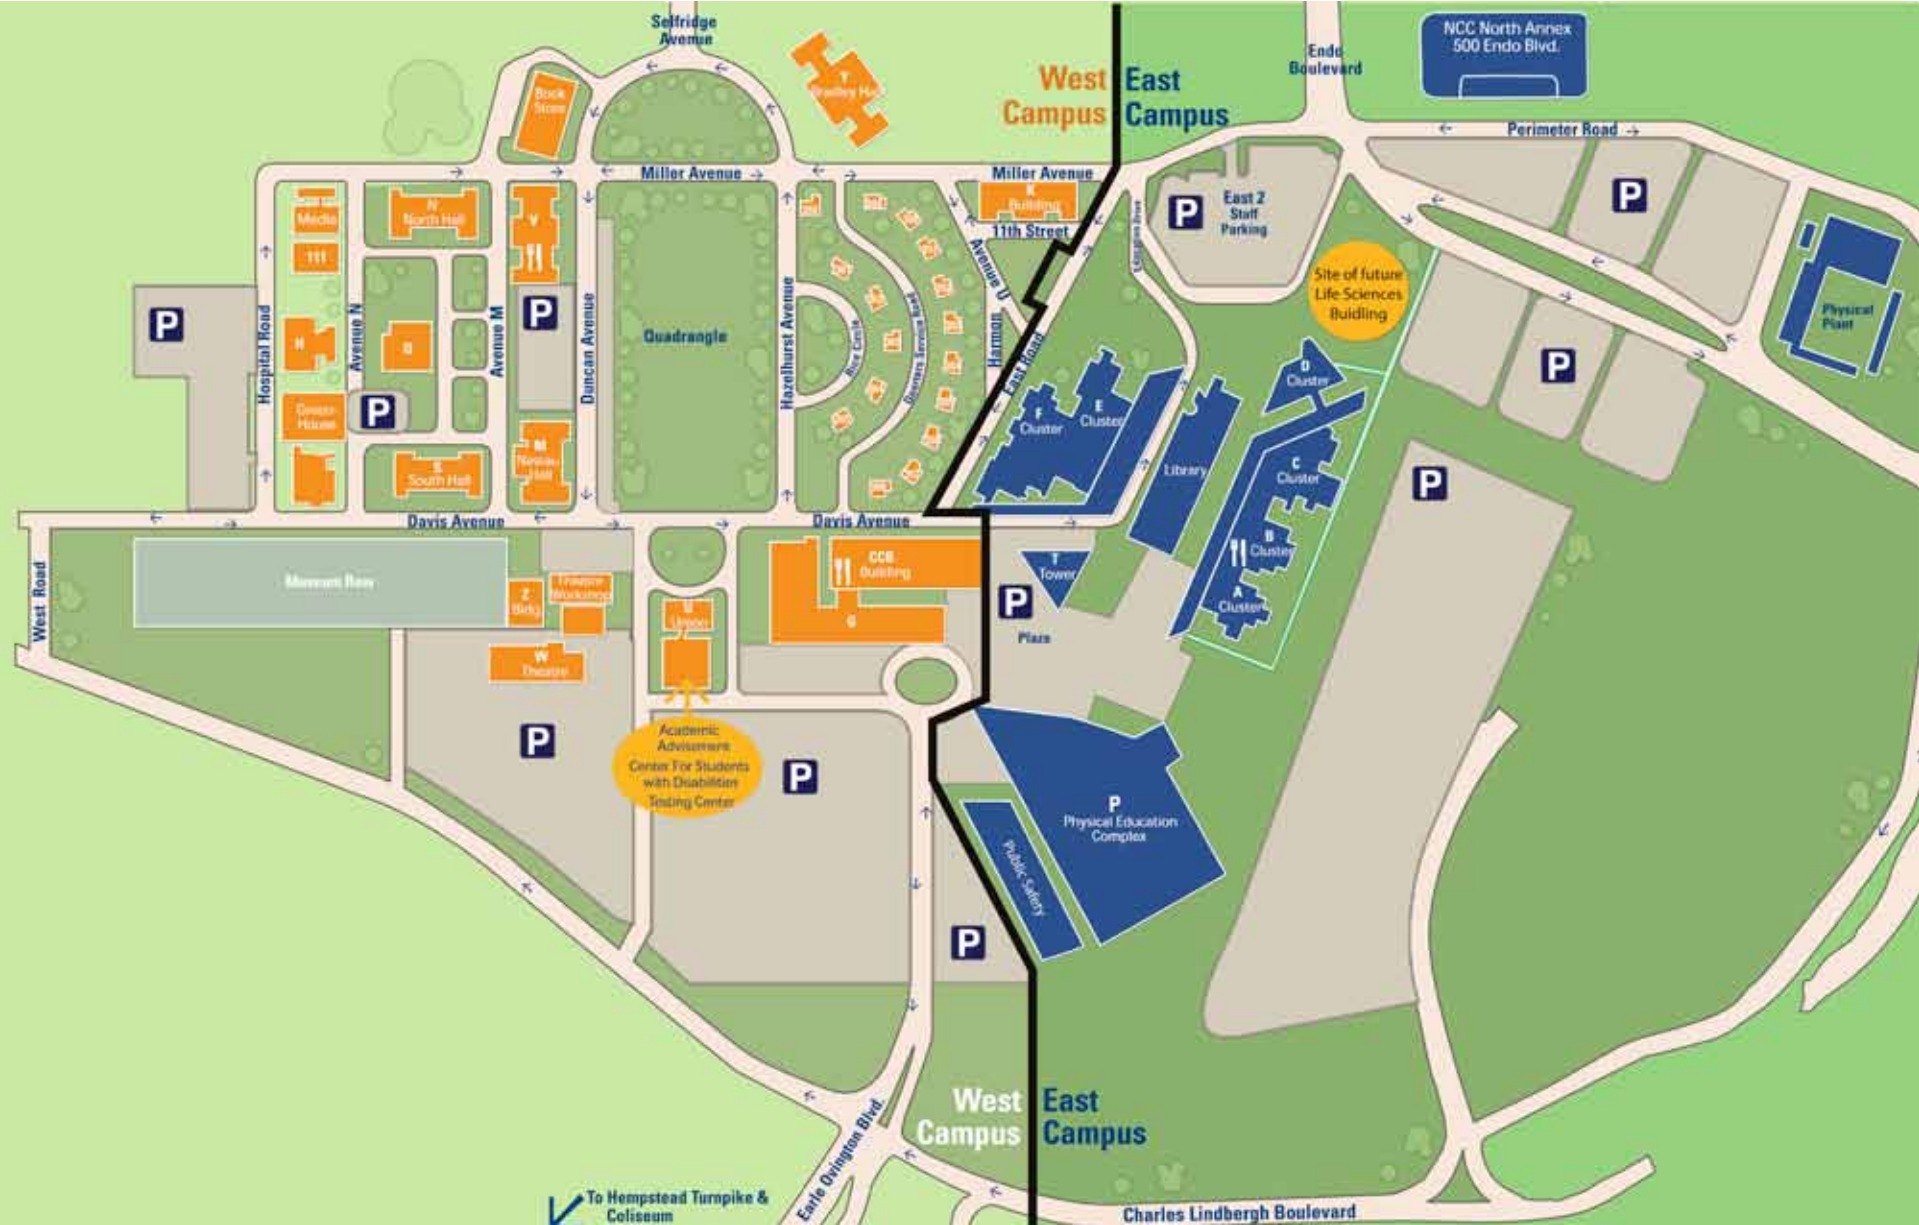 Selfridge
Avenue
West
Campus
East
Campus
Endo
Boulevard
NCC North Annex
500 Endo Blvd.
Book
Store
Y
Bradley Ha
Perimeter Road
Miller Avenue
Miller Avenue
K
Building
11th Street
P
East 2
Staff
Parking
P
Media
N
North Hall
V
111
Education Drive
Avenue U
Site of future
Life Sciences
Buidling
Physical
Plant
P
P
H
Quadrangle
Hospital Road
Avenue N
Avenue M
Duncan Avenue
Hazelhurst Avenue
Rice Circle
Harmon
East Road
P
P
D
Cluster
F
Cluster
E
Cluster
Green
House
S
South Hall
M
Nassau
Hall
Library
C
Cluster
P
Davis Avenue
Davis Avenue
B
Cluster
A
Cluster
West Road
Museum Row
Z
Bldg.
Theatre
Workshop
U
Union
CCB
Building
G
T
Tower
P
Plaza
W
Theatre
P
Academic
Advisement
Center For Students
with Disabilities
Testing Center
P
P
Physical Education
Complex
Public Safety
P
West
Campus
East
Campus
Earle Ovington Blvd.
To Hempstead Turnpike &
Coliseum
Charles Lindbergh Boulevard